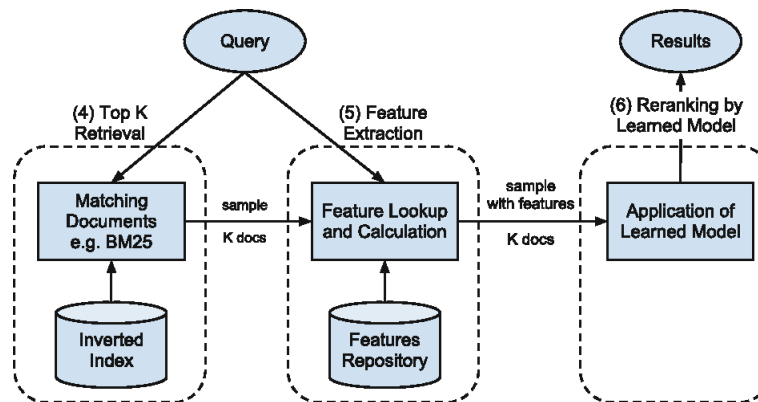 Query
Results
(4) Top K
Retrieval
(5) Feature
Extraction
(6) Reranking by
Learned Model
Matching
Documents
e.g. BM25
sample
K docs
Feature Lookup
and Calculation
sample
with features
K docs
Application of
Learned Model
Inverted
Index
Features
Repository